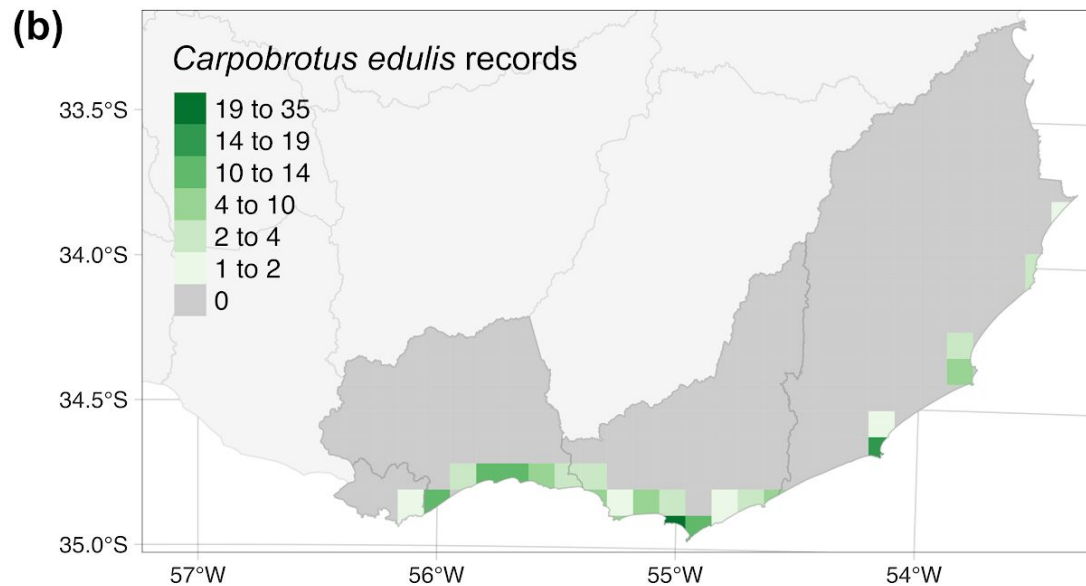 (b)
Carpobrotus edulis records
19 to 35
14 to 19
10 to 14
4 to 10
2 to 4
1 to 2
0
33.5°S
34.0°S
34.5°S
35.0°S
57°W
56°W
55°W
54°W